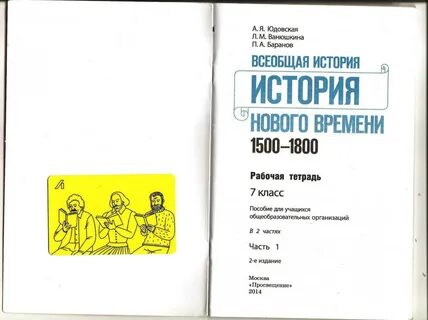 А. Я. Юдовская
Л. М. Ванюшкина
П. А. Баранов
ВСЕОБЩАЯ ИСТОРИЯ
ИСТОРИЯ
НОВОГО ВРЕМЕНИ
1500–1800
Рабочая тетрадь
7 класс
Пособие для учащихся
общеобразовательных организаций
В 2 частях
Часть 1
2-е издание
Москва
«Просвещение»
2014